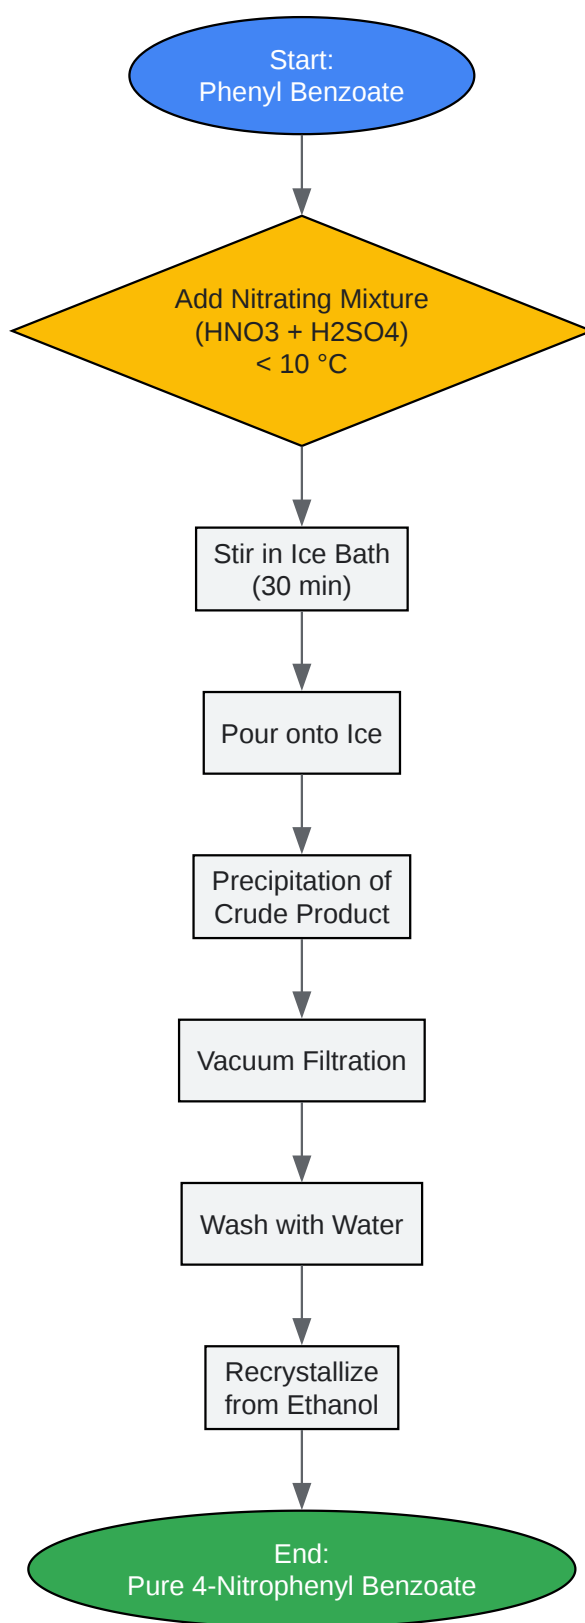 Start:
Phenyl Benzoate
Add Nitrating Mixture
(HNO3 + H2SO4)
< 10 °C
Stir in Ice Bath
(30 min)
Pour onto Ice
Precipitation of
Crude Product
Vacuum Filtration
Wash with Water
Recrystallize
from Ethanol
End:
Pure 4-Nitrophenyl Benzoate